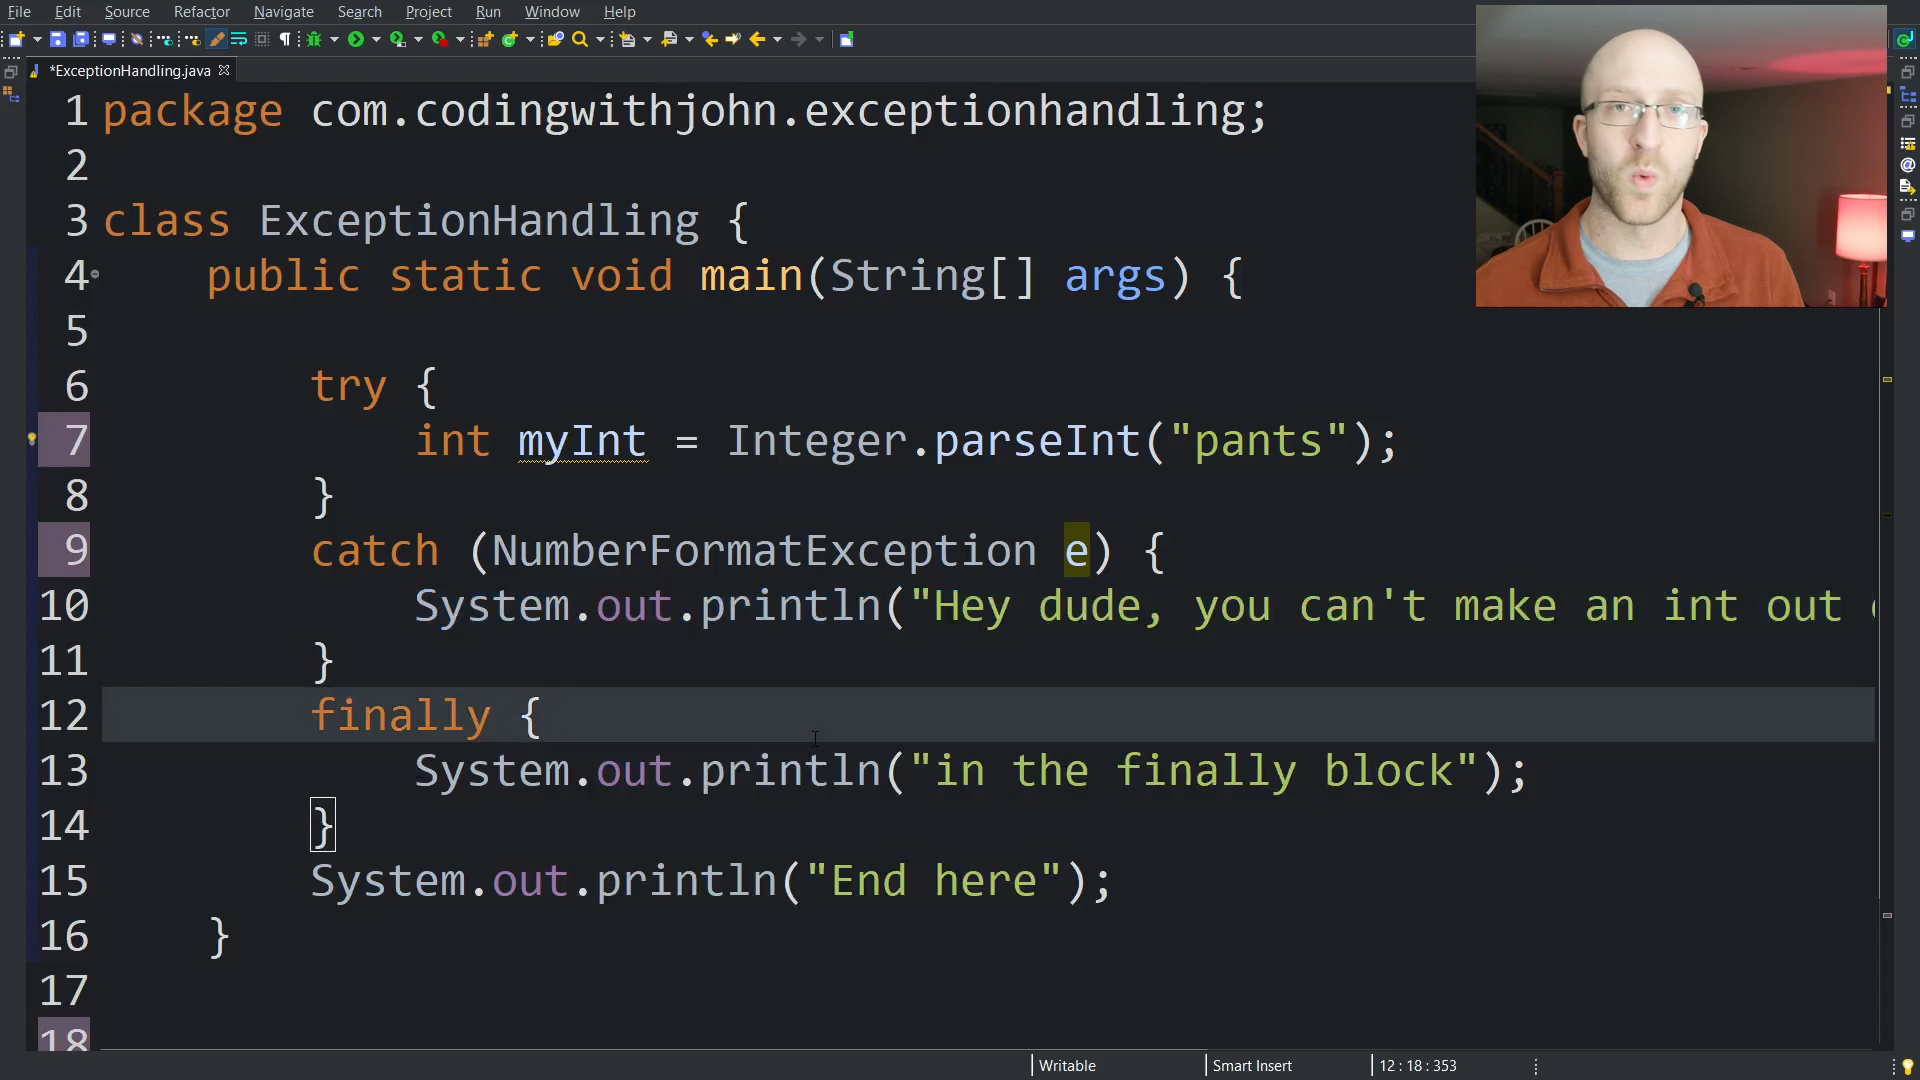 File Edit Source Refactor Navigate Search Project Run Window Help
*ExceptionHandling.java
1 package com.codingwithjohn.exceptionhandling;
2
3 class ExceptionHandling {
4 public static void main(String[] args) {
5
6 try {
7 int myInt = Integer.parseInt("pants");
8 }
9 catch (NumberFormatException e) {
10 System.out.println("Hey dude, you can't make an int out
11 }
12 finally {
13 System.out.println("in the finally block");
14 }
15 System.out.println("End here");
16 }
17
18
Writable Smart Insert 12 : 18 : 353